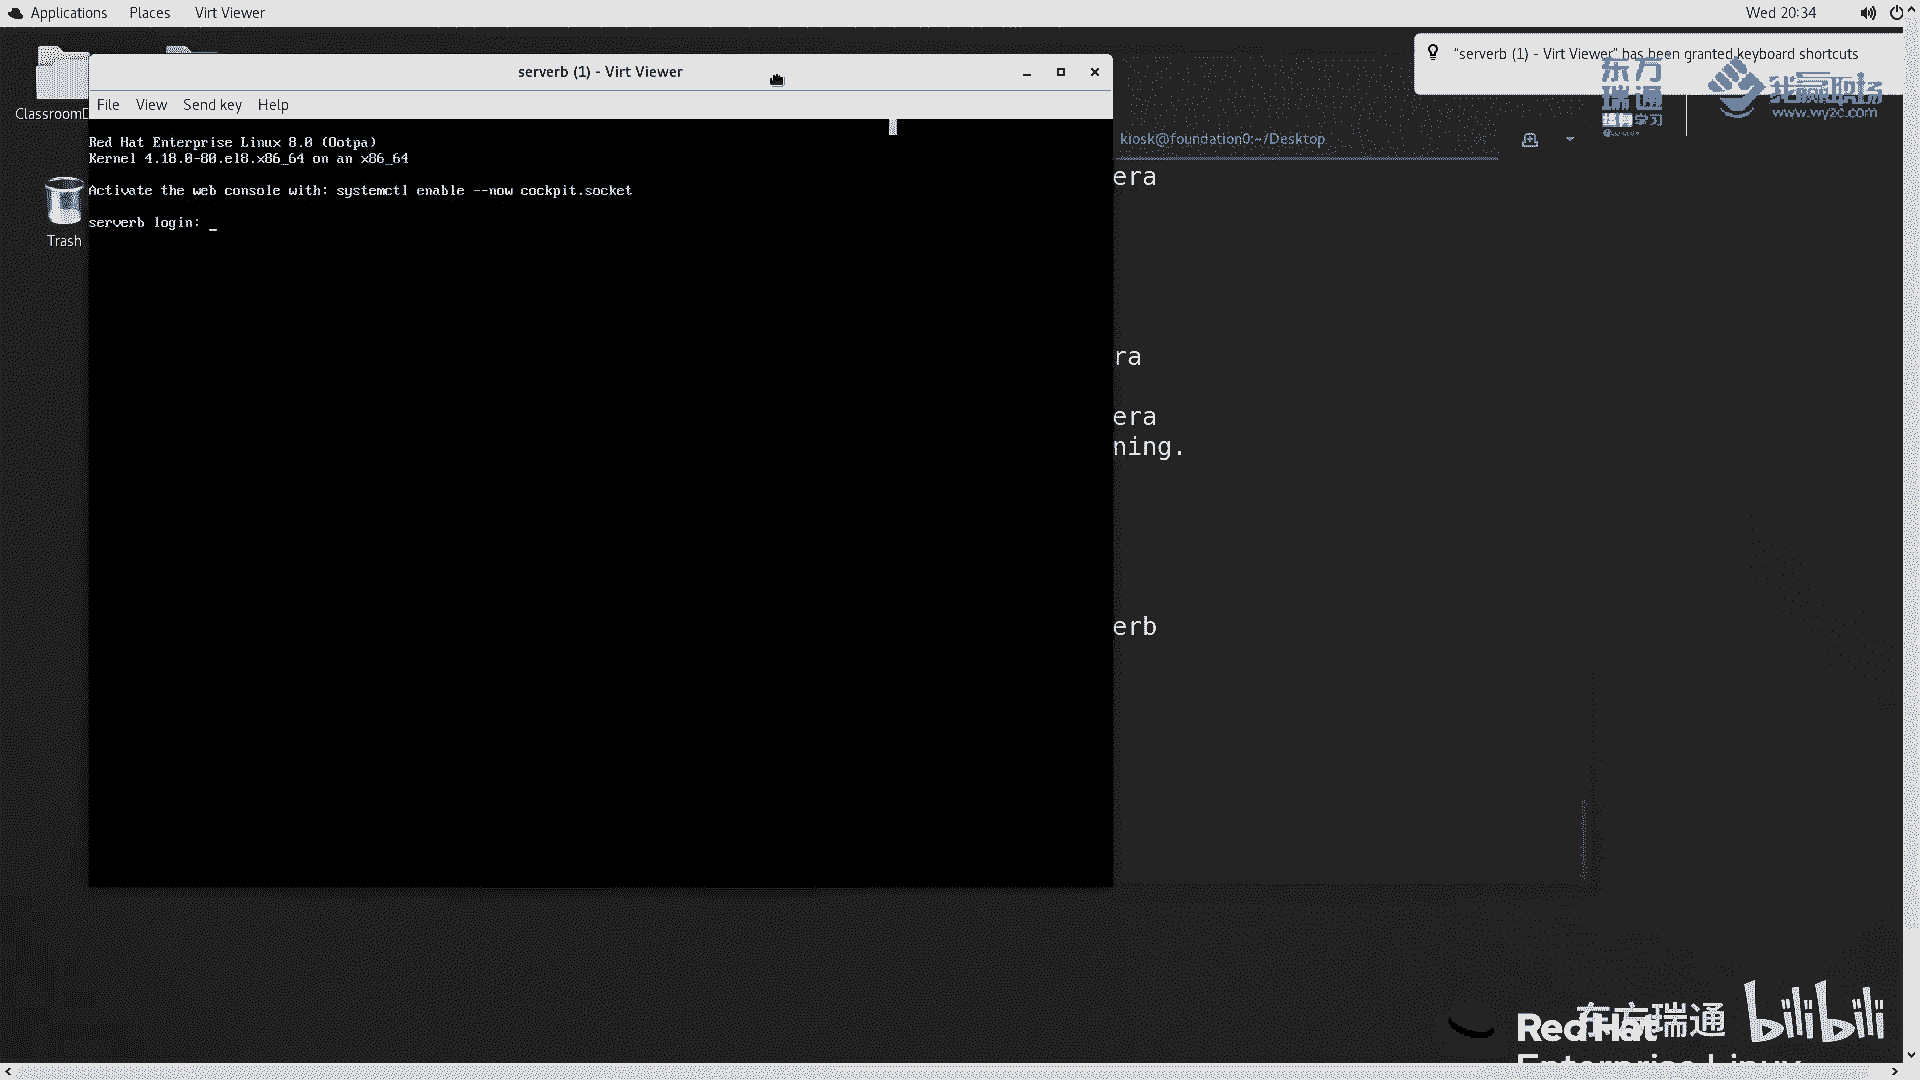 Applications Places Virt Viewer Wed 20:34
"serverb (1) - Virt Viewer" has been granted keyboard shortcuts
东方瑞通
www.wy2c.com
serverb (1) - Virt Viewer
File View Send key Help
Red Hat Enterprise Linux 8.0 (Ootpa)
Kernel 4.18.0-80.el8.x86_64 on an x86_64
Activate the web console with: systemctl enable --now cockpit.socket
serverb login: _
Trash
kiosk@foundation0:~/Desktop
era
ra
era
ning.
erb
东方瑞通 bilibili
Red Hat
Enterprise Linux